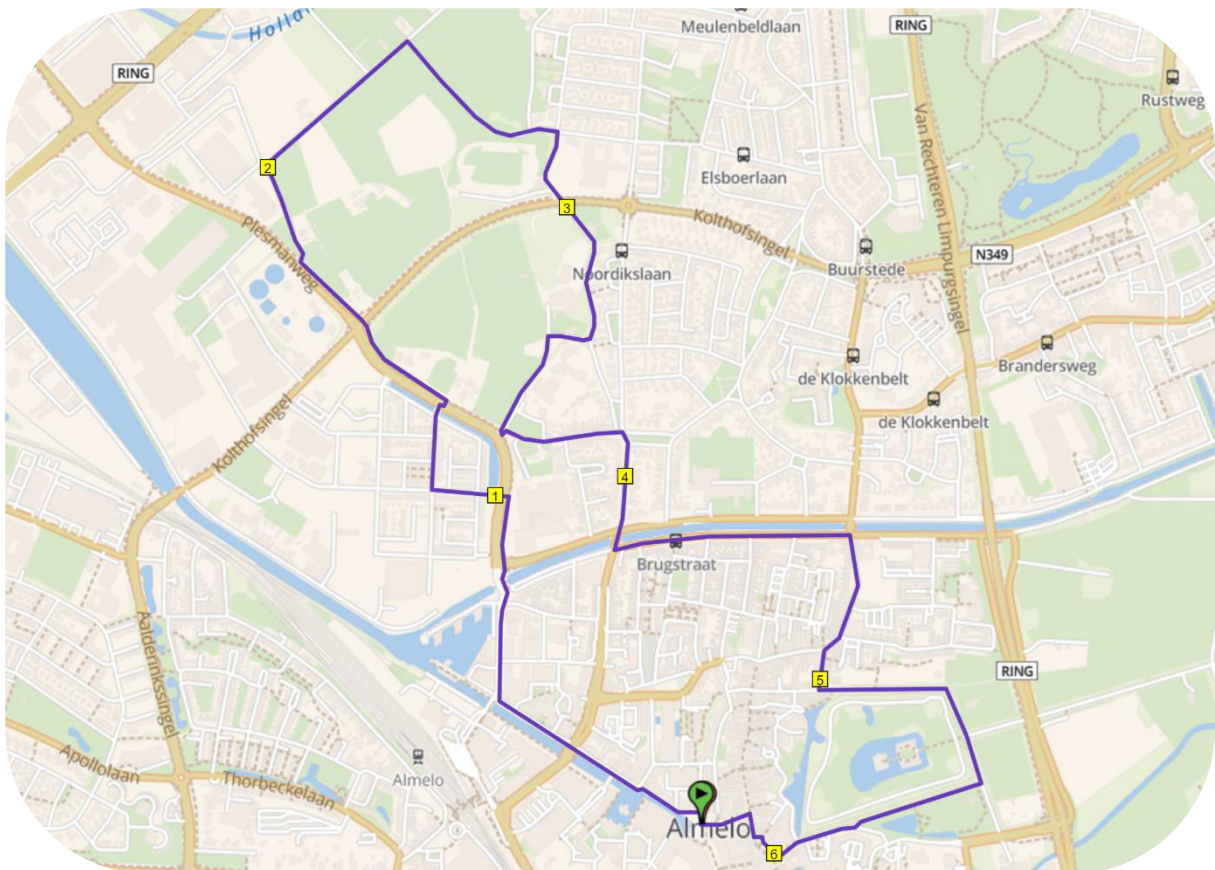 Holla
Meulenbeldlaan
RING
RING
Rustweg
Van Rechteren Limpurgsingel
Elsboerlaan
2
3
Kolthofsingel
Plesmanweg
Noordikslaan
Buurstede
N349
de Klokkenbelt
Brandersweg
de Klokkenbelt
Kolthofsingel
4
1
Brugstraat
Aalderinkssingel
RING
5
Apollolaan
Thorbeckelaan
Almelo
Almelo
6